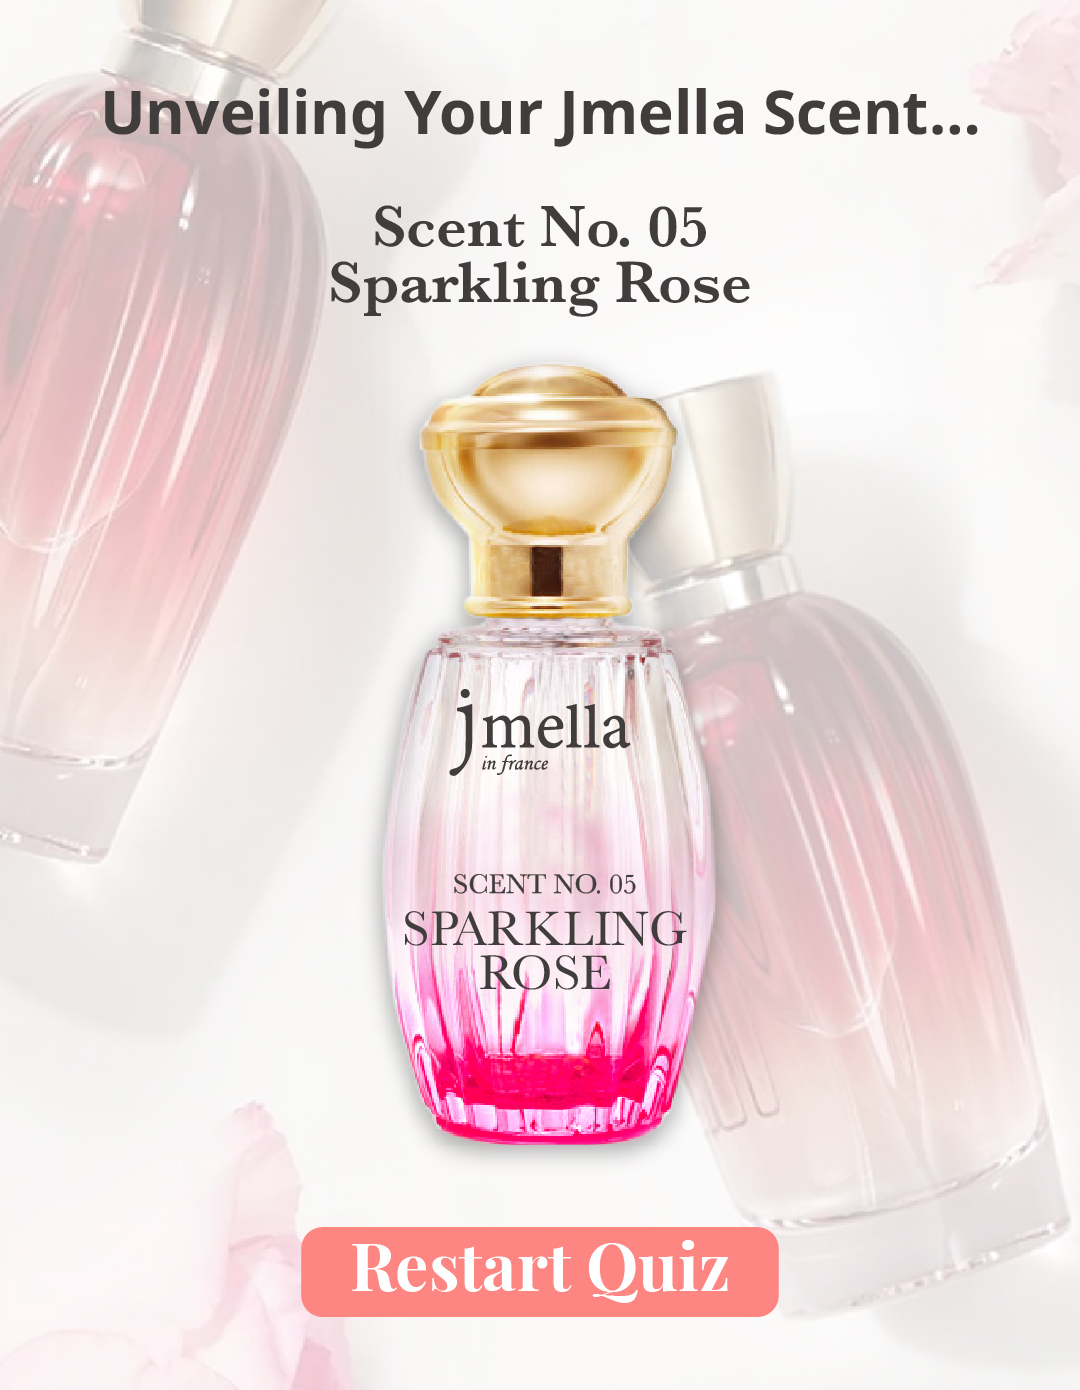 Unveiling Your Jmella Scent...
Scent No. 05
Sparkling Rose
jmella
in france
SCENT NO. 05
SPARKLING
ROSE
Restart Quiz